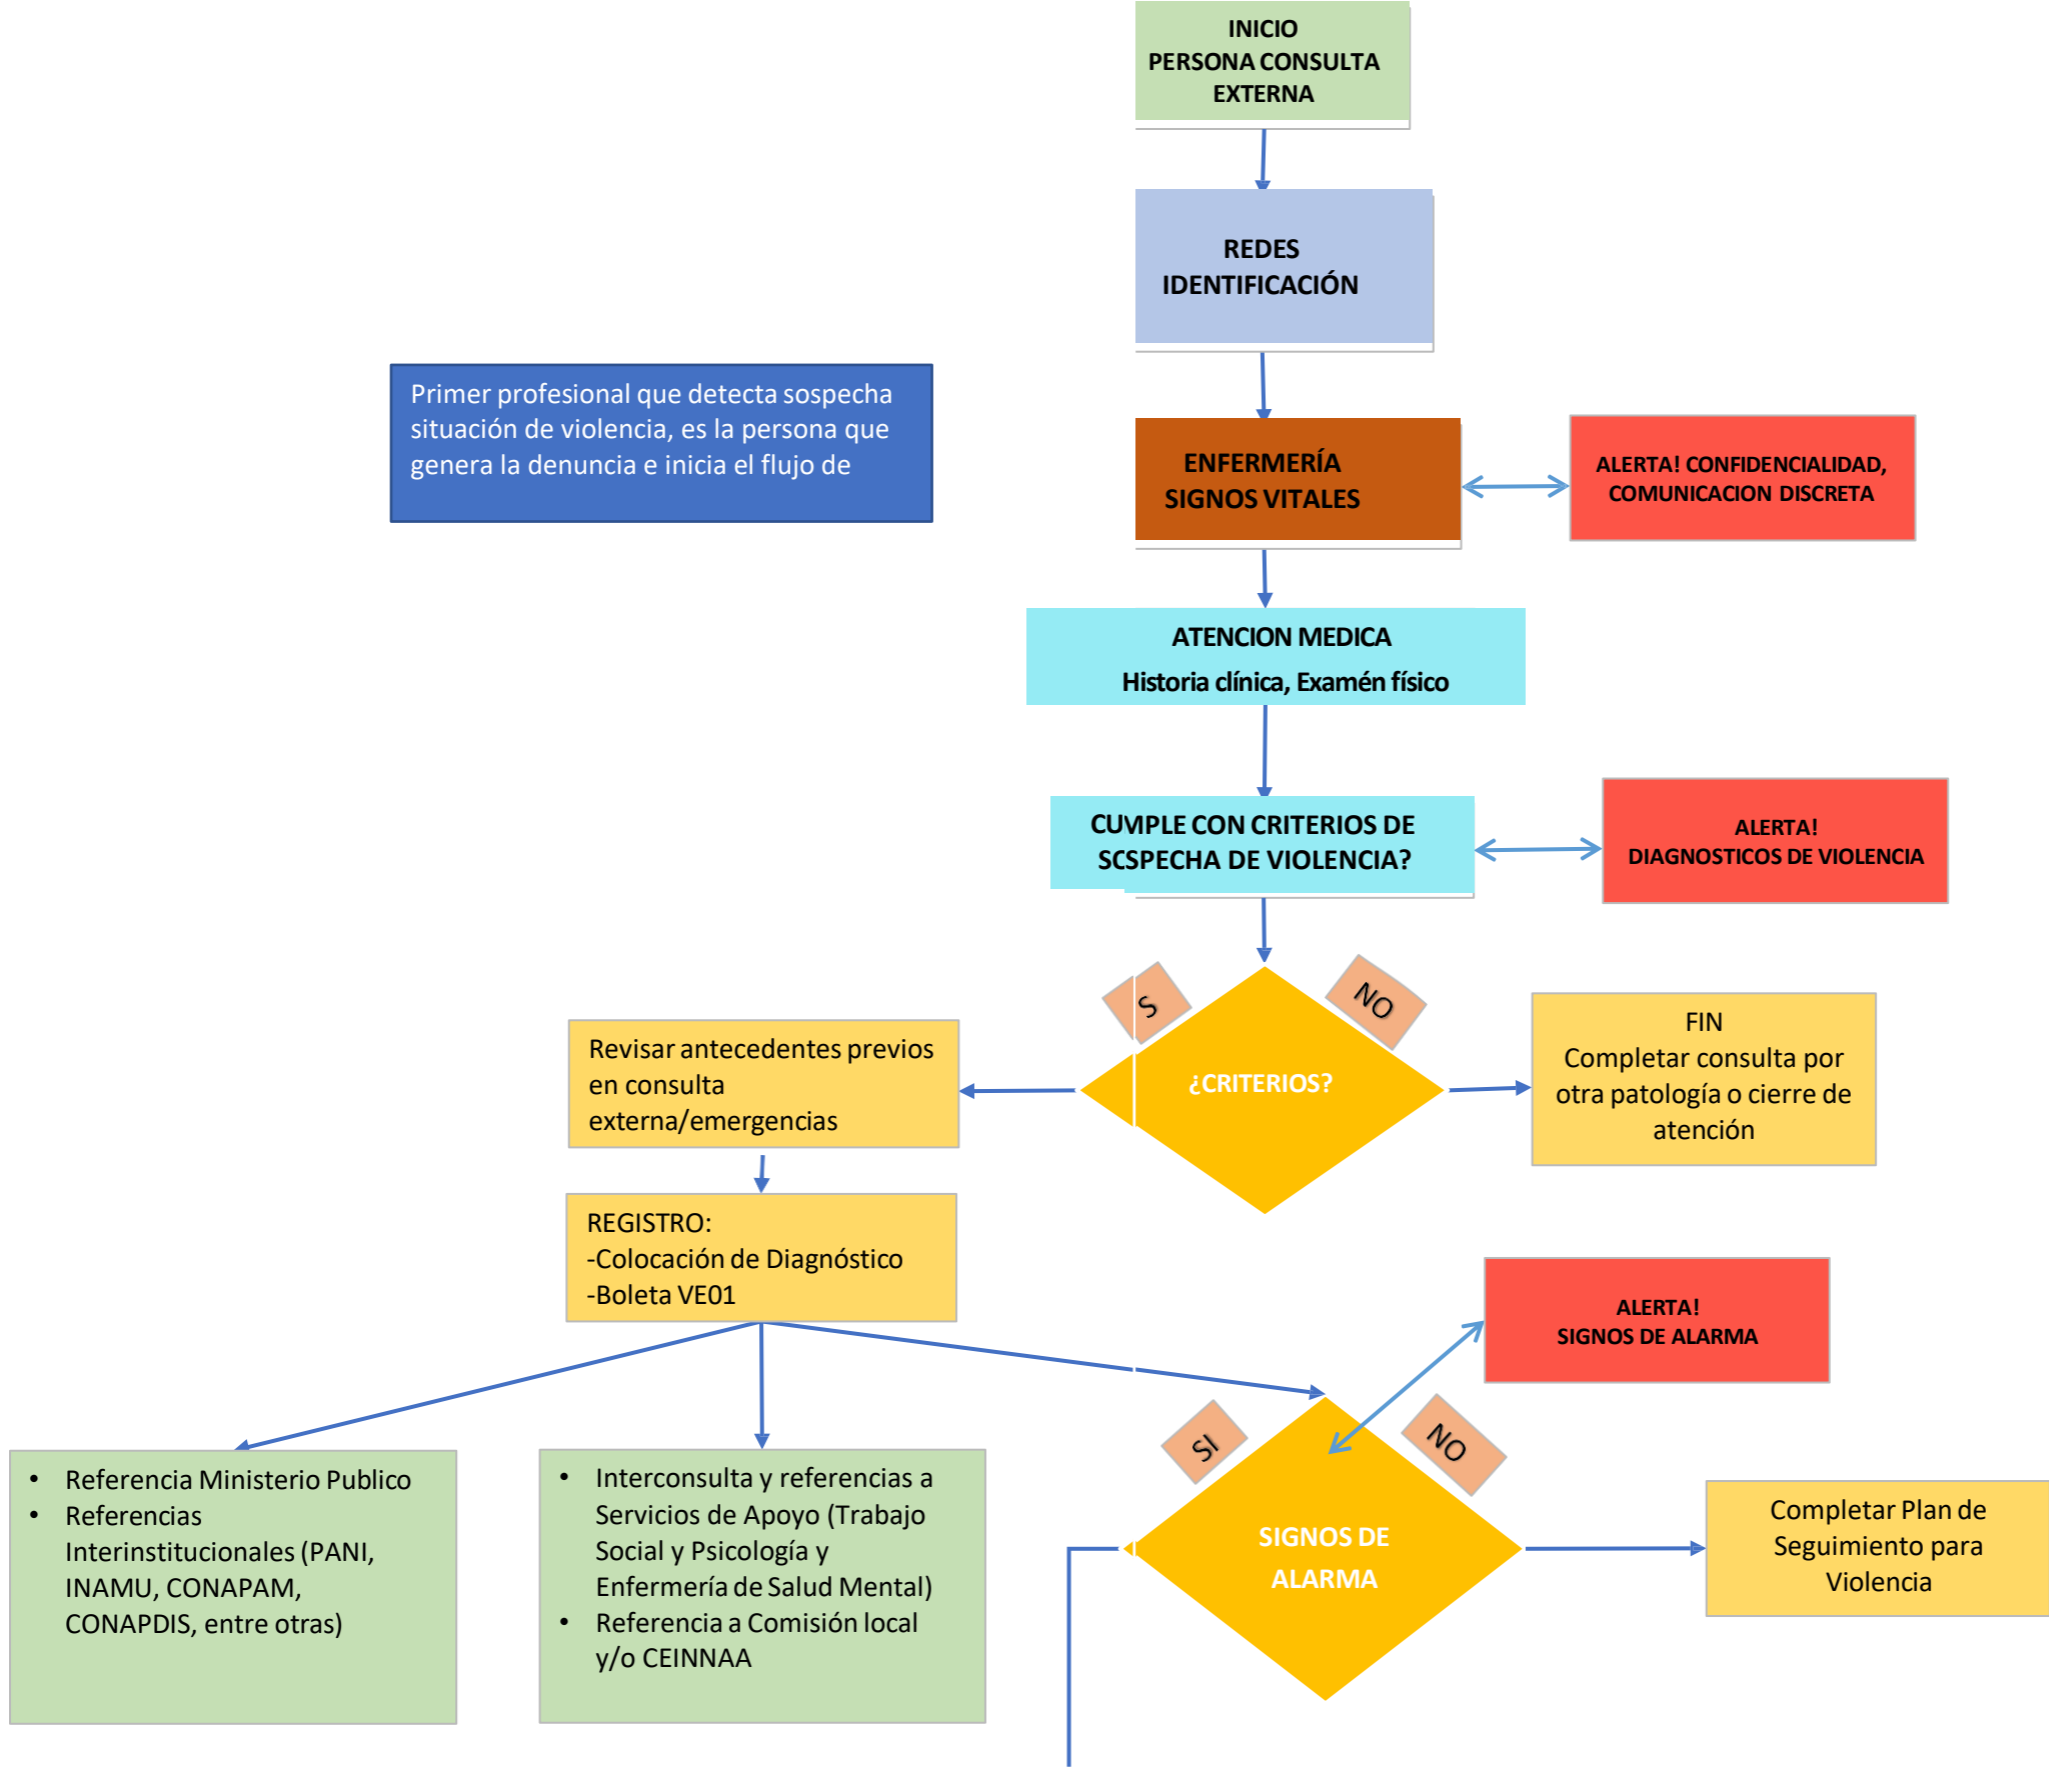 INICIO
PERSONA CONSULTA
EXTERNA
REDES
IDENTIFICACIÓN
Primer profesional que detecta sospecha
situación de violencia, es la persona que
genera la denuncia e inicia el flujo de
ENFERMERÍA
SIGNOS VITALES
ALERTA! CONFIDENCIALIDAD,
COMUNICACION DISCRETA
ATENCION MEDICA
Historia clínica, Examén físico
CUMPLE CON CRITERIOS DE
SOSPECHA DE VIOLENCIA?
ALERTA!
DIAGNOSTICOS DE VIOLENCIA
S
NO
¿CRITERIOS?
Revisar antecedentes previos
en consulta
externa/emergencias
FIN
Completar consulta por
otra patología o cierre de
atención
REGISTRO:
-Colocación de Diagnóstico
-Boleta VE01
ALERTA!
SIGNOS DE ALARMA
SI
NO
SIGNOS DE
ALARMA
• Referencia Ministerio Publico
• Referencias
Interinstitucionales (PANI,
INAMU, CONAPAM,
CONAPDIS, entre otras)
• Interconsulta y referencias a
Servicios de Apoyo (Trabajo
Social y Psicología y
Enfermería de Salud Mental)
• Referencia a Comisión local
y/o CEINNAA
Completar Plan de
Seguimiento para
Violencia